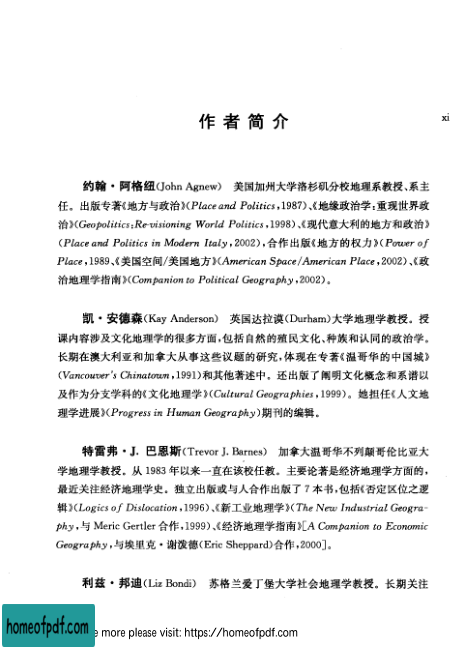 作者简介
xi
约翰·阿格纽(John Agnew) 美国加州大学洛杉矶分校地理系教授、系主
任。出版专著《地方与政治》(Place and Politics,1987)、《地缘政治学:重现世界政
治》(Geopolitics:Re-visioning World Politics,1998)、《现代意大利的地方和政治》
(Place and Politics in Modern Italy,2002),合作出版《地方的权力》(Power of
Place,1989、《美国空间/美国地方》(American Space/American Place,2002)、《政
治地理学指南》(Companion to Political Geography,2002)。
凯·安德森(Kay Anderson) 英国达拉谟(Durham)大学地理学教授。授
课内容涉及文化地理学的很多方面,包括自然的殖民文化、种族和认同的政治学。
长期在澳大利亚和加拿大从事这些议题的研究,体现在专著《温哥华的中国城》
(Vancouver's Chinatown,1991)和其他著述中。还出版了阐明文化概念和系谱以
及作为分支学科的《文化地理学》(Cultural Geographies,1999)。她担任《人文地
理学进展》(Progress in Human Geography)期刊的编辑。
特雷弗·J. 巴恩斯(Trevor J. Barnes) 加拿大温哥华不列颠哥伦比亚大
学地理学教授。从 1983 年以来一直在该校任教。主要论著是经济地理学方面的,
最近关注经济地理学史。独立出版或与人合作出版了 7 本书,包括《否定区位之逻
辑》(Logics of Dislocation,1996)、《新工业地理学》(The New Industrial Geogra-
phy,与 Meric Gertler 合作,1999)、《经济地理学指南》[A Companion to Economic
Geography,与埃里克·谢泼德(Eric Sheppard)合作,2000]。
利兹·邦迪(Liz Bondi) 苏格兰爱丁堡大学社会地理学教授。长期关注
homeofpdf.com
e more please visit: https://homeofpdf.com